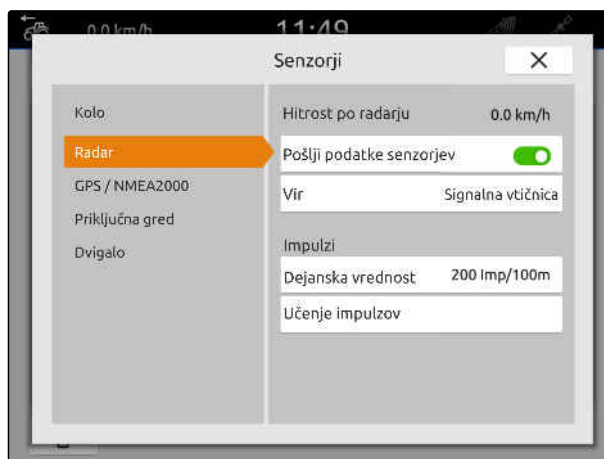 0.0 km/h 11:49
Senzorji
Kolo
Radar
GPS / NMEA2000
Priključna gred
Dvigalo
Hitrost po radarju 0.0 km/h
Pošlji podatke senzorjev
Vir Signalna vtičnica
Impulzi
Dejanska vrednost 200 Imp/100m
Učenje impulzov